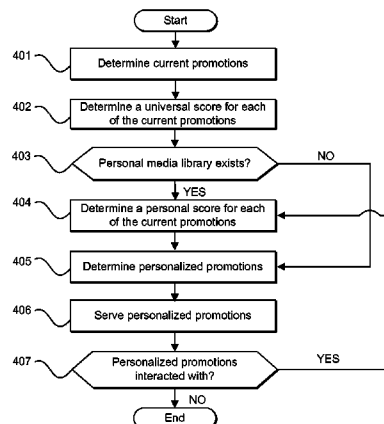 Start
401
Determine current promotions
402
Determine a universal score for each
of the current promotions
403
Personal media library exists?
NO
YES
404
Determine a personal score for each
of the current promotions
405
Determine personalized promotions
406
Serve personalized promotions
407
Personalized promotions
interacted with?
YES
NO
End